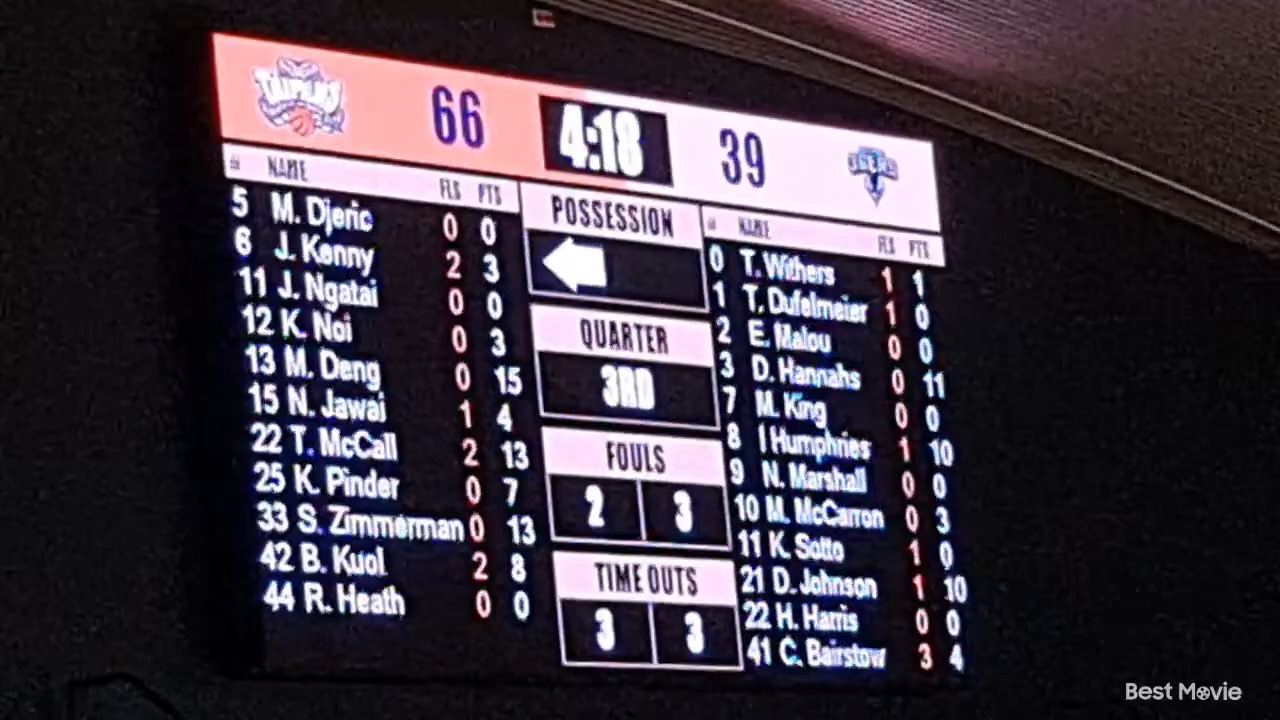 TAIPANS 66 4:18 39 36ERS
# NAME FLS PTS
5 M. Djeric 0 0
6 J. Kenny 2 3
11 J. Ngatai 0 0
12 K. Noi 0 3
13 M. Deng 0 15
15 N. Jawai 1 4
22 T. McCall 2 13
25 K. Pinder 0 7
33 S. Zimmerman 0 13
42 B. Kuol 2 8
44 R. Heath 0 0
POSSESSION
QUARTER
3RD
FOULS
2 3
TIME OUTS
3 3
# NAME FLS PTS
0 T. Withers 1 1
1 T. Dufelmeier 1 0
2 E. Malou 0 0
3 D. Hannahs 0 11
7 M. King 0 0
8 I Humphries 1 10
9 N. Marshall 0 0
10 M. McCarron 0 3
11 K. Sotto 1 0
21 D. Johnson 1 10
22 H. Harris 0 0
41 C. Bairstow 3 4
Best Movie